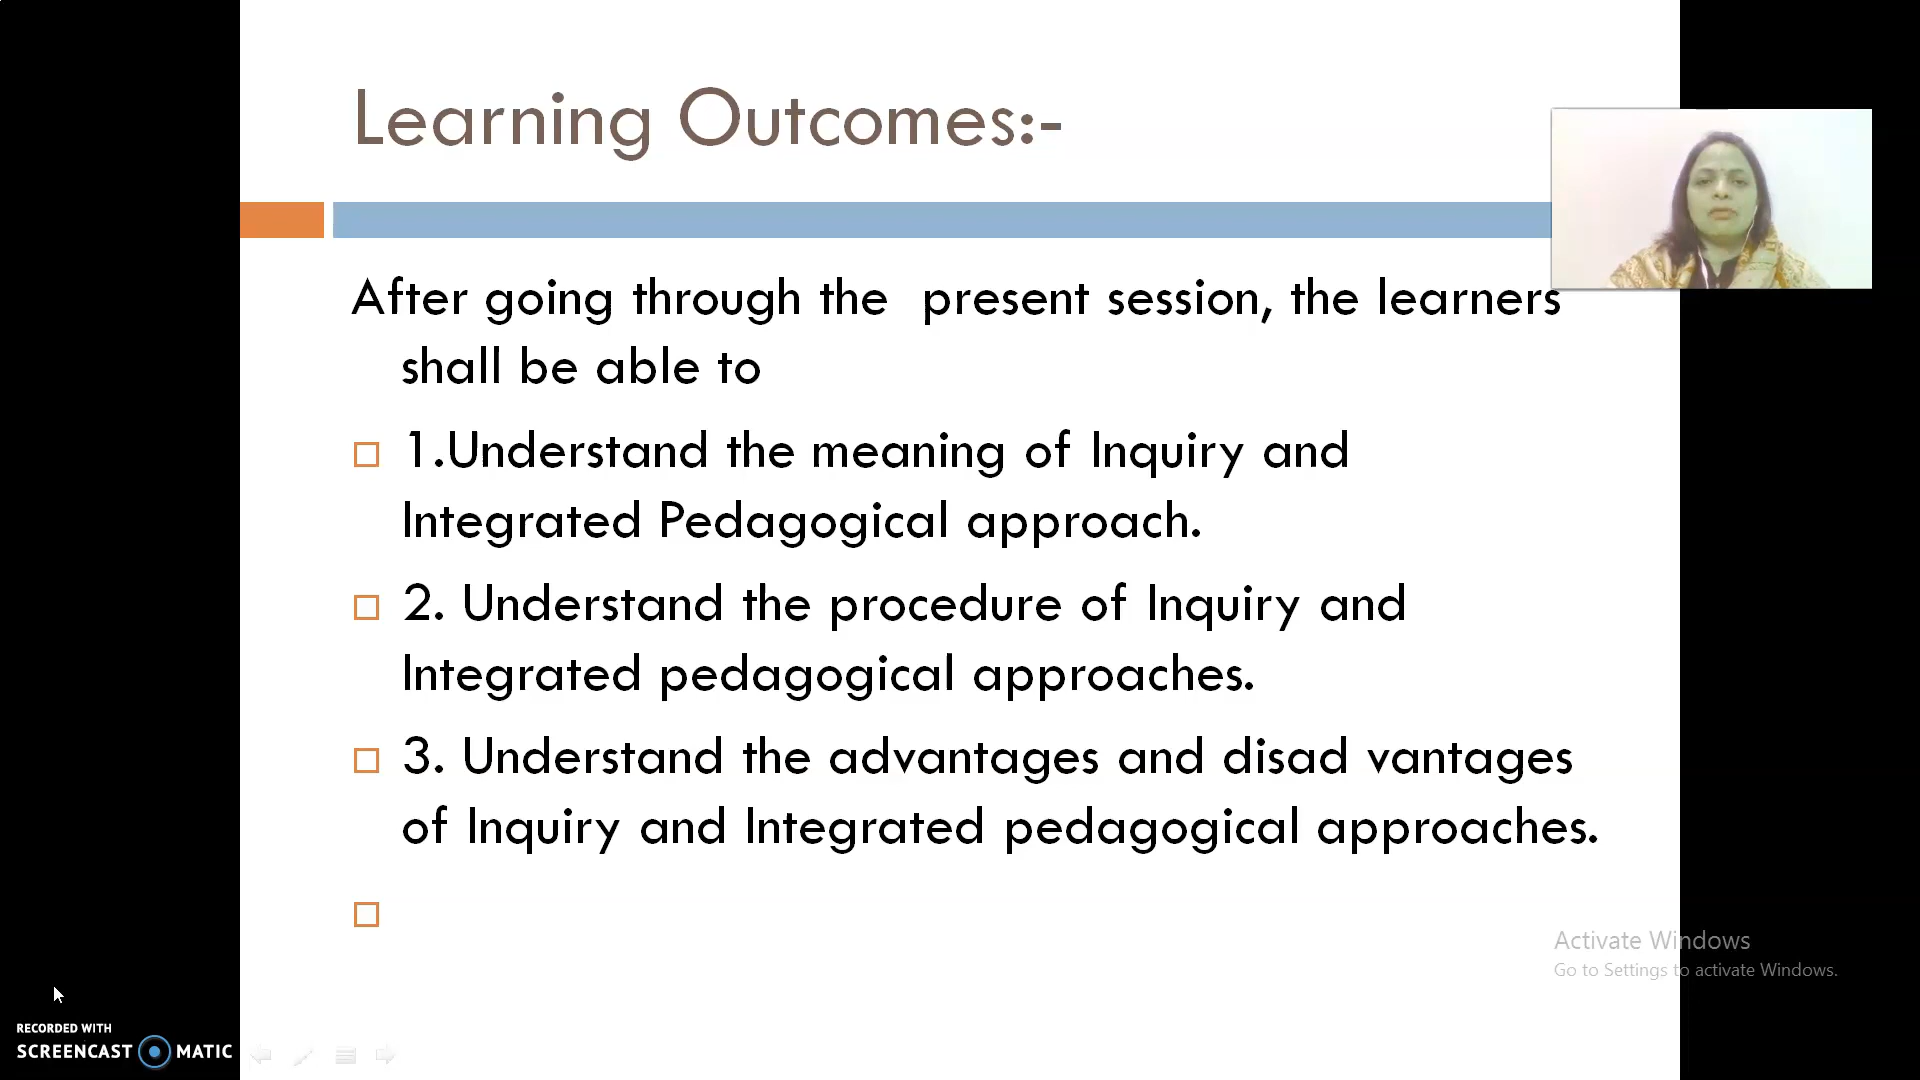 Learning Outcomes:-
After going through the  present session, the learners
shall be able to
1.Understand the meaning of Inquiry and
Integrated Pedagogical approach.
2. Understand the procedure of Inquiry and
Integrated pedagogical approaches.
3. Understand the advantages and disad vantages
of Inquiry and Integrated pedagogical approaches.
Activate Windows
Go to Settings to activate Windows.
RECORDED WITH
SCREENCAST MATIC